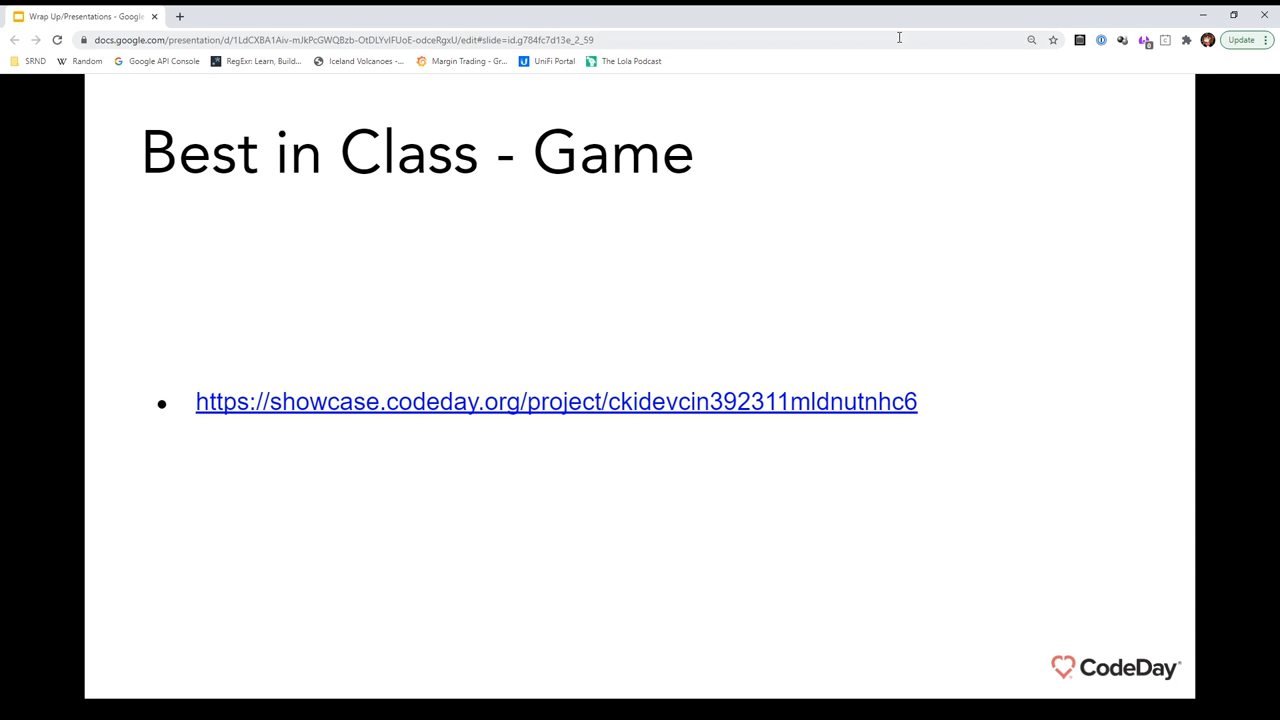 Wrap Up/Presentations - Google
docs.google.com/presentation/d/1LdCXBA1Aiv-mJkPcGWQBzb-OtDLYvIFUoE-odceRgxU/edit#slide=id.g784fc7d13e_2_59
Update
SRND Random Google API Console RegExr: Learn, Build... Iceland Volcanoes -... Margin Trading - Gr... UniFi Portal The Lola Podcast
Best in Class - Game
• https://showcase.codeday.org/project/ckidevcin392311mldnutnhc6
CodeDay